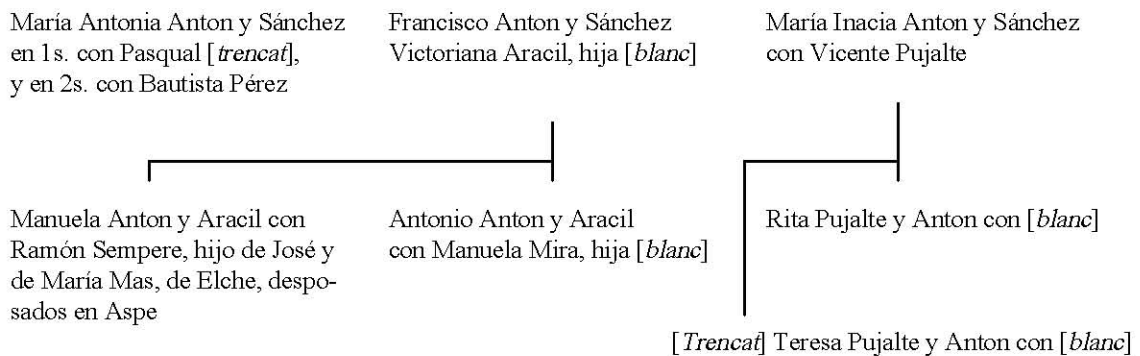 María Antonia Anton y Sánchez
en 1s. con Pasqual [trencat],
y en 2s. con Bautista Pérez
Francisco Anton y Sánchez
Victoriana Aracil, hija [blanc]
María Inacia Anton y Sánchez
con Vicente Pujalte
Manuela Anton y Aracil con
Ramón Sempere, hijo de José y
de María Mas, de Elche, despo-
sados en Aspe
Antonio Anton y Aracil
con Manuela Mira, hija [blanc]
Rita Pujalte y Anton con [blanc]
[Trencat] Teresa Pujalte y Anton con [blanc]